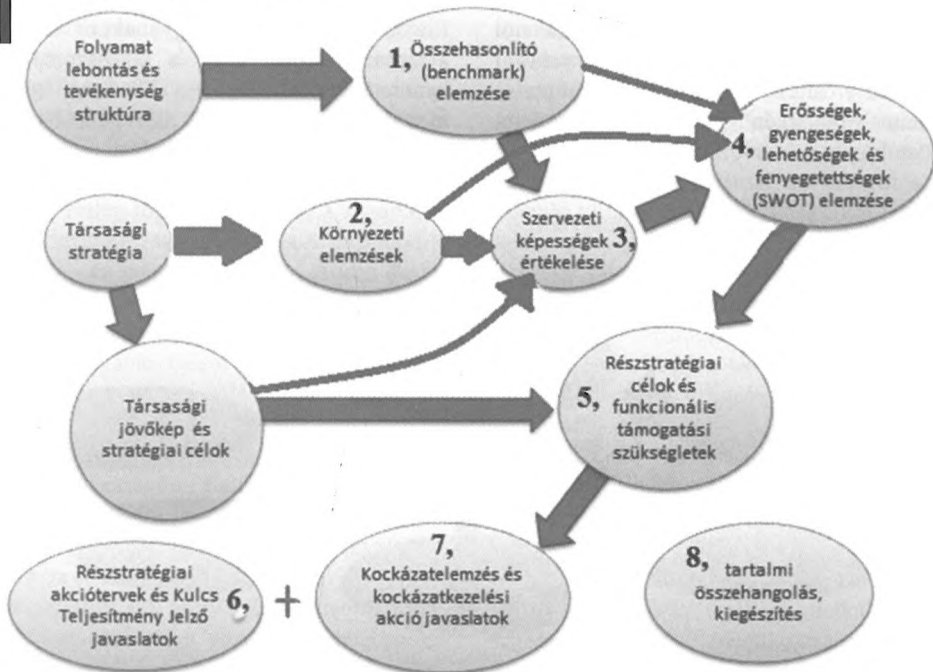 Folyamat
lebontás és
tevékenység
struktúra
1, Összehasonlító
(benchmark)
elemzése
Erősségek,
gyengeségek,
4, lehetőségek és
fenyegetettségek
(SWOT) elemzése
Társasági
stratégia
2,
Környezeti
elemzések
Szervezeti
képességek 3,
értékelése
Társasági
jövőkép és
stratégiai célok
Részstratégiai
célok és
5, funkcionális
támogatási
szükségletek
Részstratégiai
akciótervek és Kulcs 6,
Teljesítmény Jelző
javaslatok
+
7,
Kockázatelemzés és
kockázatkezelési
akció javaslatok
8, tartalmi
összehangolás,
kiegészítés